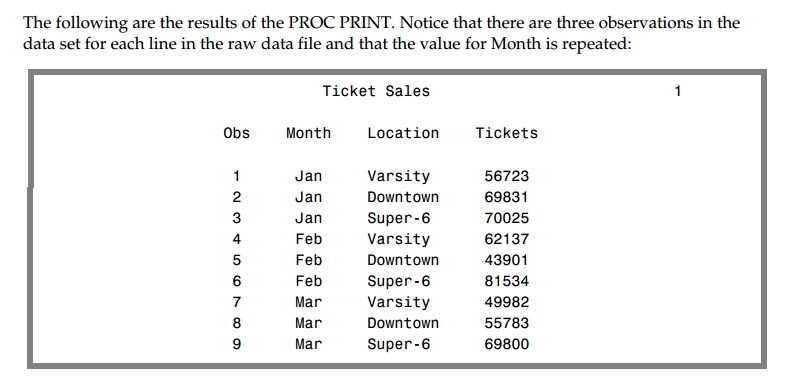 The following are the results of the PROC PRINT. Notice that there are three observations in the
data set for each line in the raw data file and that the value for Month is repeated:
Ticket Sales 1
Obs Month Location Tickets
1 Jan Varsity 56723
2 Jan Downtown 69831
3 Jan Super-6 70025
4 Feb Varsity 62137
5 Feb Downtown 43901
6 Feb Super-6 81534
7 Mar Varsity 49982
8 Mar Downtown 55783
9 Mar Super-6 69800